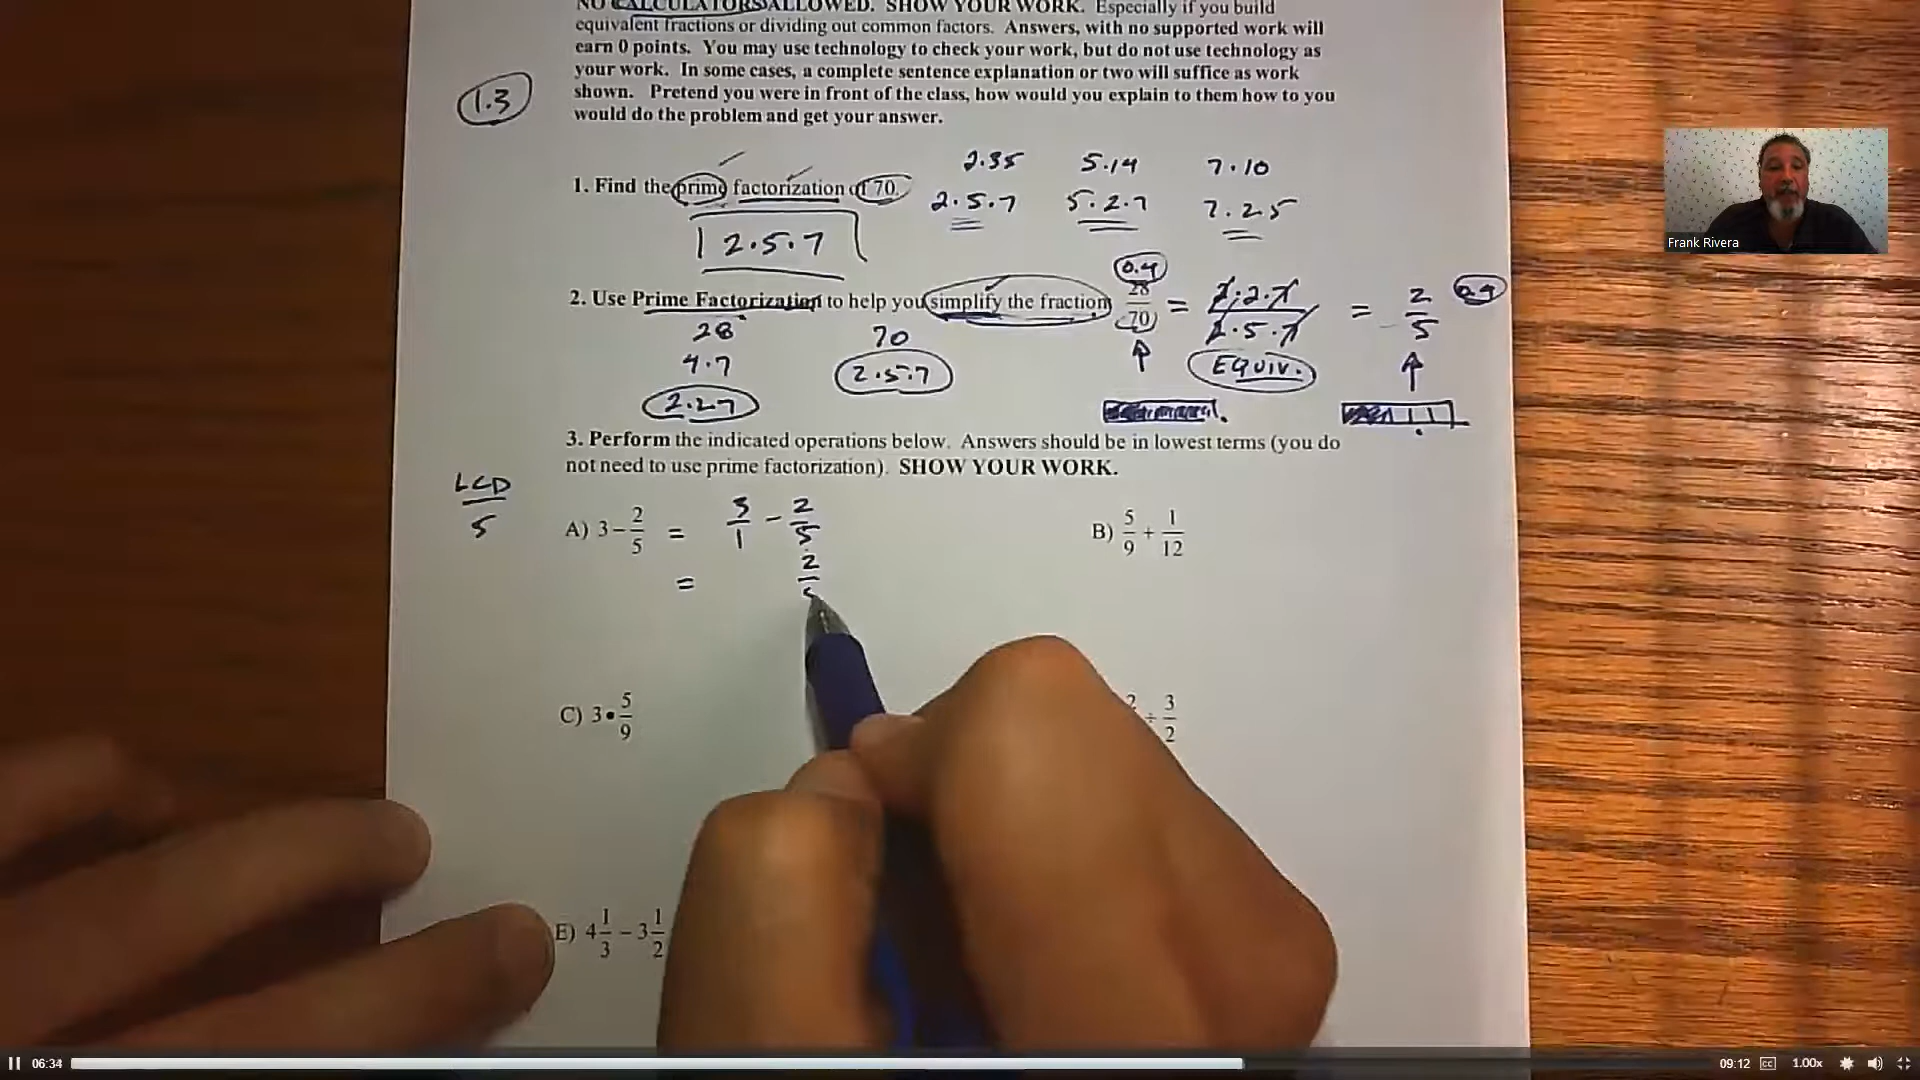 NO CALCULATORS ALLOWED. SHOW YOUR WORK. Especially if you build
equivalent fractions or dividing out common factors. Answers, with no supported work will
earn 0 points. You may use technology to check your work, but do not use technology as
your work. In some cases, a complete sentence explanation or two will suffice as work
shown. Pretend you were in front of the class, how would you explain to them how to you
would do the problem and get your answer.
1.3
2·35 5·14 7·10
1. Find the prime factorization of 70.
2·5·7 5·2·7 7·2·5
2·5·7
0.4
2. Use Prime Factorization to help you simplify the fraction 28/70 = 2·2·7/2·5·7 = 2/5 0.4
28 70
4·7 2·5·7 EQUIV.
2·2·7
3. Perform the indicated operations below. Answers should be in lowest terms (you do
not need to use prime factorization). SHOW YOUR WORK.
LCD
5
A) 3 - 2/5 = 3/1 - 2/5
B) 5/9 + 1/12
= 2/5
C) 3 • 5/9
2 ÷ 3/2
E) 4 1/3 - 3 1/2
Frank Rivera
06:34 09:12 CC 1.00x